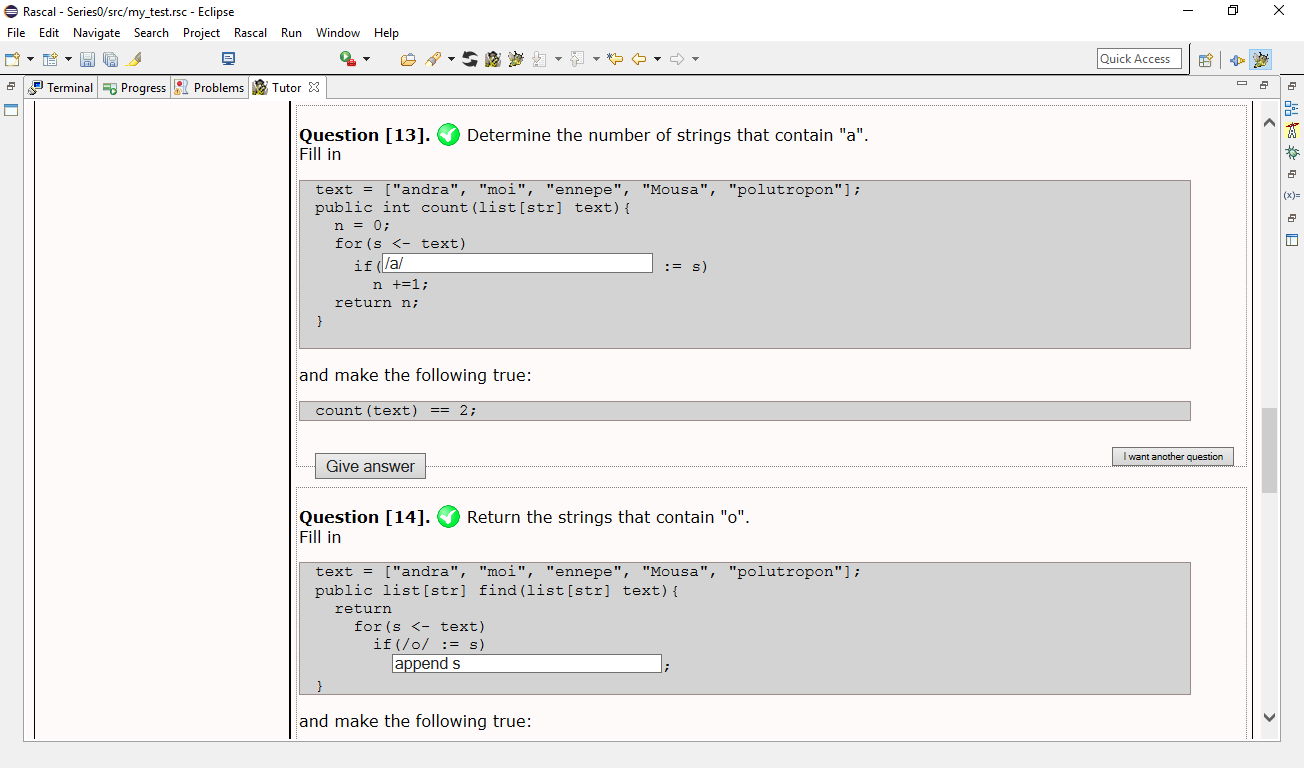 Rascal - Series0/src/my_test.rsc - Eclipse
File Edit Navigate Search Project Rascal Run Window Help
Quick Access
Terminal Progress Problems Tutor
Question [13]. Determine the number of strings that contain "a".
Fill in
text = ["andra", "moi", "ennepe", "Mousa", "polutropon"];
public int count(list[str] text){
n = 0;
for(s <- text)
if(/a/ := s)
n +=1;
return n;
}
and make the following true:
count(text) == 2;
Give answer
I want another question
Question [14]. Return the strings that contain "o".
Fill in
text = ["andra", "moi", "ennepe", "Mousa", "polutropon"];
public list[str] find(list[str] text){
return
for(s <- text)
if(/o/ := s)
append s;
}
and make the following true:
(x)=